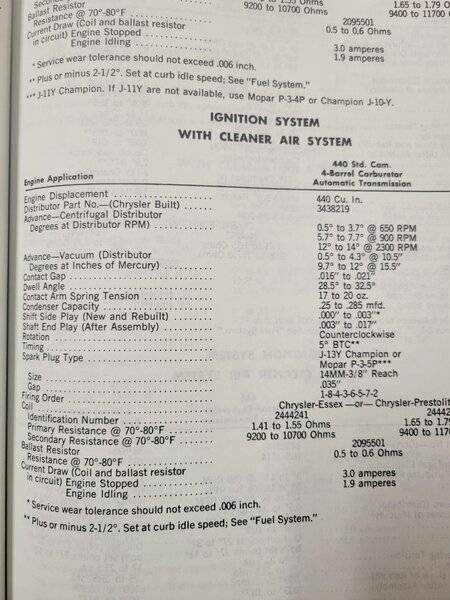 Ballast Resistor
Resistance @ 70°-80°F 9200 to 10700 Ohms 9400 to 11700
2095501
Current Draw (Coil and ballast resistor 0.5 to 0.6 Ohms
in circuit) Engine Stopped 3.0 amperes
Engine Idling 1.9 amperes
* Service wear tolerance should not exceed .006 inch.
** Plus or minus 2-1/2°. Set at curb idle speed; See "Fuel System."
*** J-11Y Champion. If J-11Y are not available, use Mopar P-3-4P or Champion J-10-Y.
IGNITION SYSTEM
WITH CLEANER AIR SYSTEM
440 Std. Cam.
4-Barrel Carburetor
Engine Application Automatic Transmission
Engine Displacement 440 Cu. In.
Distributor Part No.—(Chrysler Built) 3438219
Advance—Centrifugal Distributor
Degrees at Distributor RPM) 0.5° to 3.7° @ 650 RPM
5.7° to 7.7° @ 900 RPM
12° to 14° @ 2300 RPM
Advance—Vacuum (Distributor 0.5° to 4.3° @ 10.5"
Degrees at Inches of Mercury) 9.7° to 12° @ 15.5"
Contact Gap .016" to .021"
Dwell Angle 28.5° to 32.5°
Contact Arm Spring Tension 17 to 20 oz.
Condenser Capacity .25 to .285 mfd.
Shift Side Play (New and Rebuilt) .000" to .003"*
Shaft End Play (After Assembly) .003" to .017"
Rotation Counterclockwise
Timing 5° BTC**
Spark Plug Type J-13Y Champion or
Mopar P-3-5P***
Size 14MM-3/8" Reach
Gap .035"
Firing Order 1-8-4-3-6-5-7-2
Coil Chrysler-Essex —or— Chrysler-Prestolit
Identification Number 2444241 24442
Primary Resistance @ 70°-80°F 1.41 to 1.55 Ohms 1.65 to 1.79
Secondary Resistance @ 70°-80°F 9200 to 10700 Ohms 9400 to 1170
Ballast Resistor 2095501
Resistance @ 70°-80°F 0.5 to 0.6 Ohms
Current Draw (Coil and ballast resistor
in circuit) Engine Stopped 3.0 amperes
Engine Idling 1.9 amperes
* Service wear tolerance should not exceed .006 inch.
** Plus or minus 2-1/2°. Set at curb idle speed; See "Fuel System."